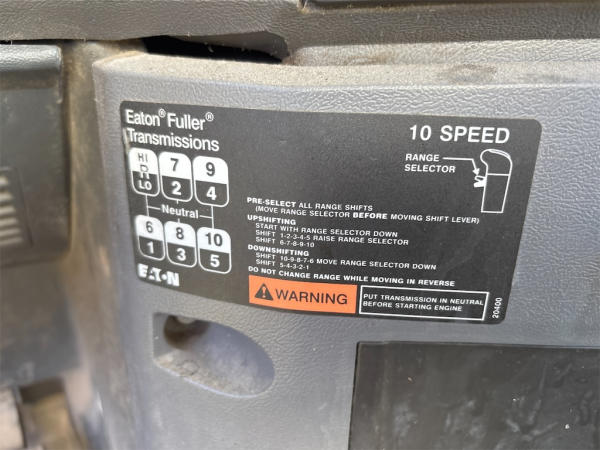 Eaton® Fuller®
Transmissions
10 SPEED
RANGE
SELECTOR
HI
R
LO
7
2
9
4
Neutral
6
1
8
3
10
5
EATON
PRE-SELECT ALL RANGE SHIFTS
(MOVE RANGE SELECTOR BEFORE MOVING SHIFT LEVER)
UPSHIFTING
START WITH RANGE SELECTOR DOWN
SHIFT 1-2-3-4-5 RAISE RANGE SELECTOR
SHIFT 6-7-8-9-10
DOWNSHIFTING
SHIFT 10-9-8-7-6 MOVE RANGE SELECTOR DOWN
SHIFT 5-4-3-2-1
DO NOT CHANGE RANGE WHILE MOVING IN REVERSE
WARNING
PUT TRANSMISSION IN NEUTRAL
BEFORE STARTING ENGINE
20400